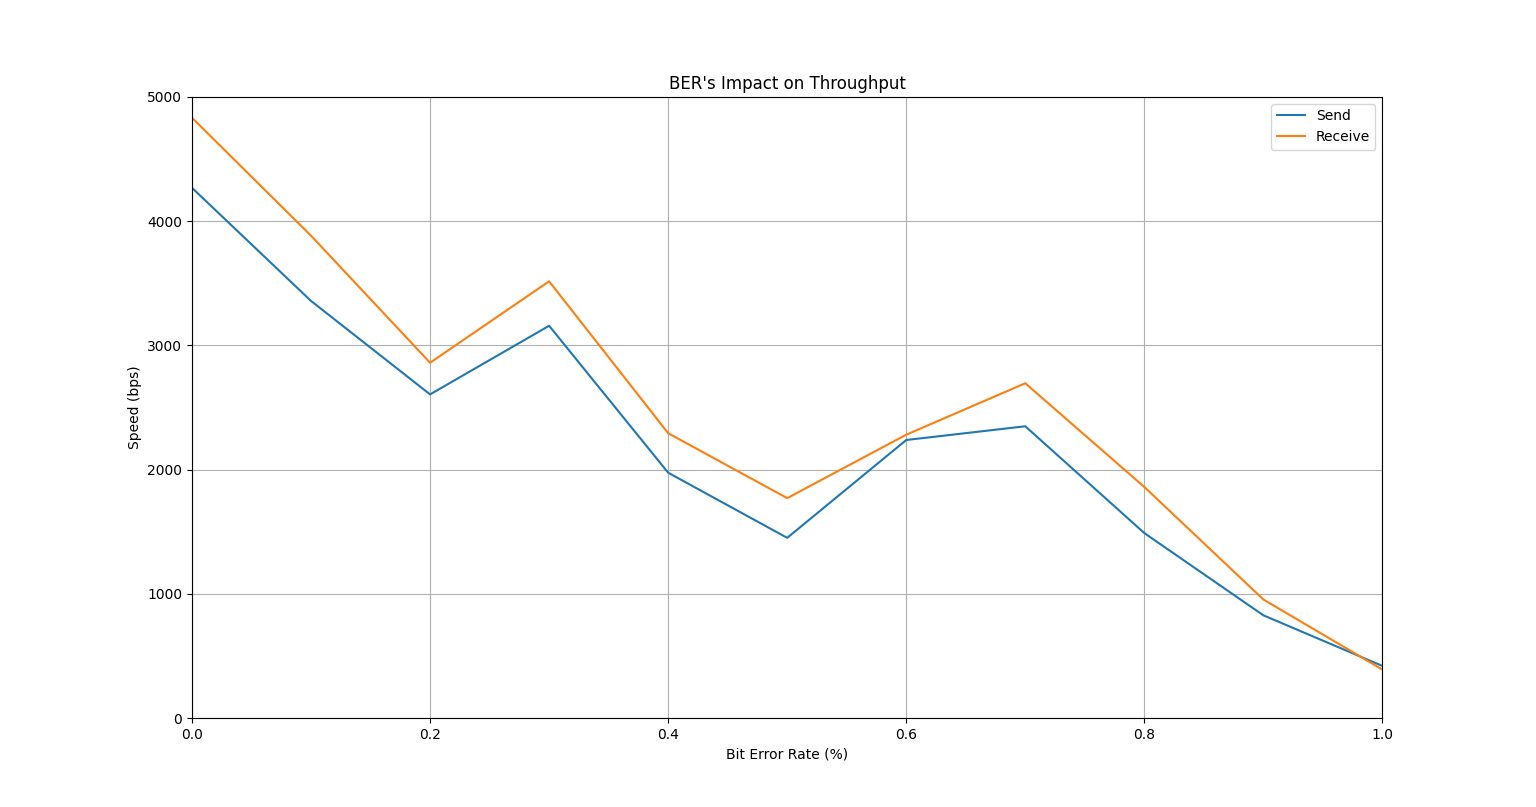 BER's Impact on Throughput
Send
Receive
5000
4000
3000
2000
1000
0
Speed (bps)
0.0
0.2
0.4
0.6
0.8
1.0
Bit Error Rate (%)